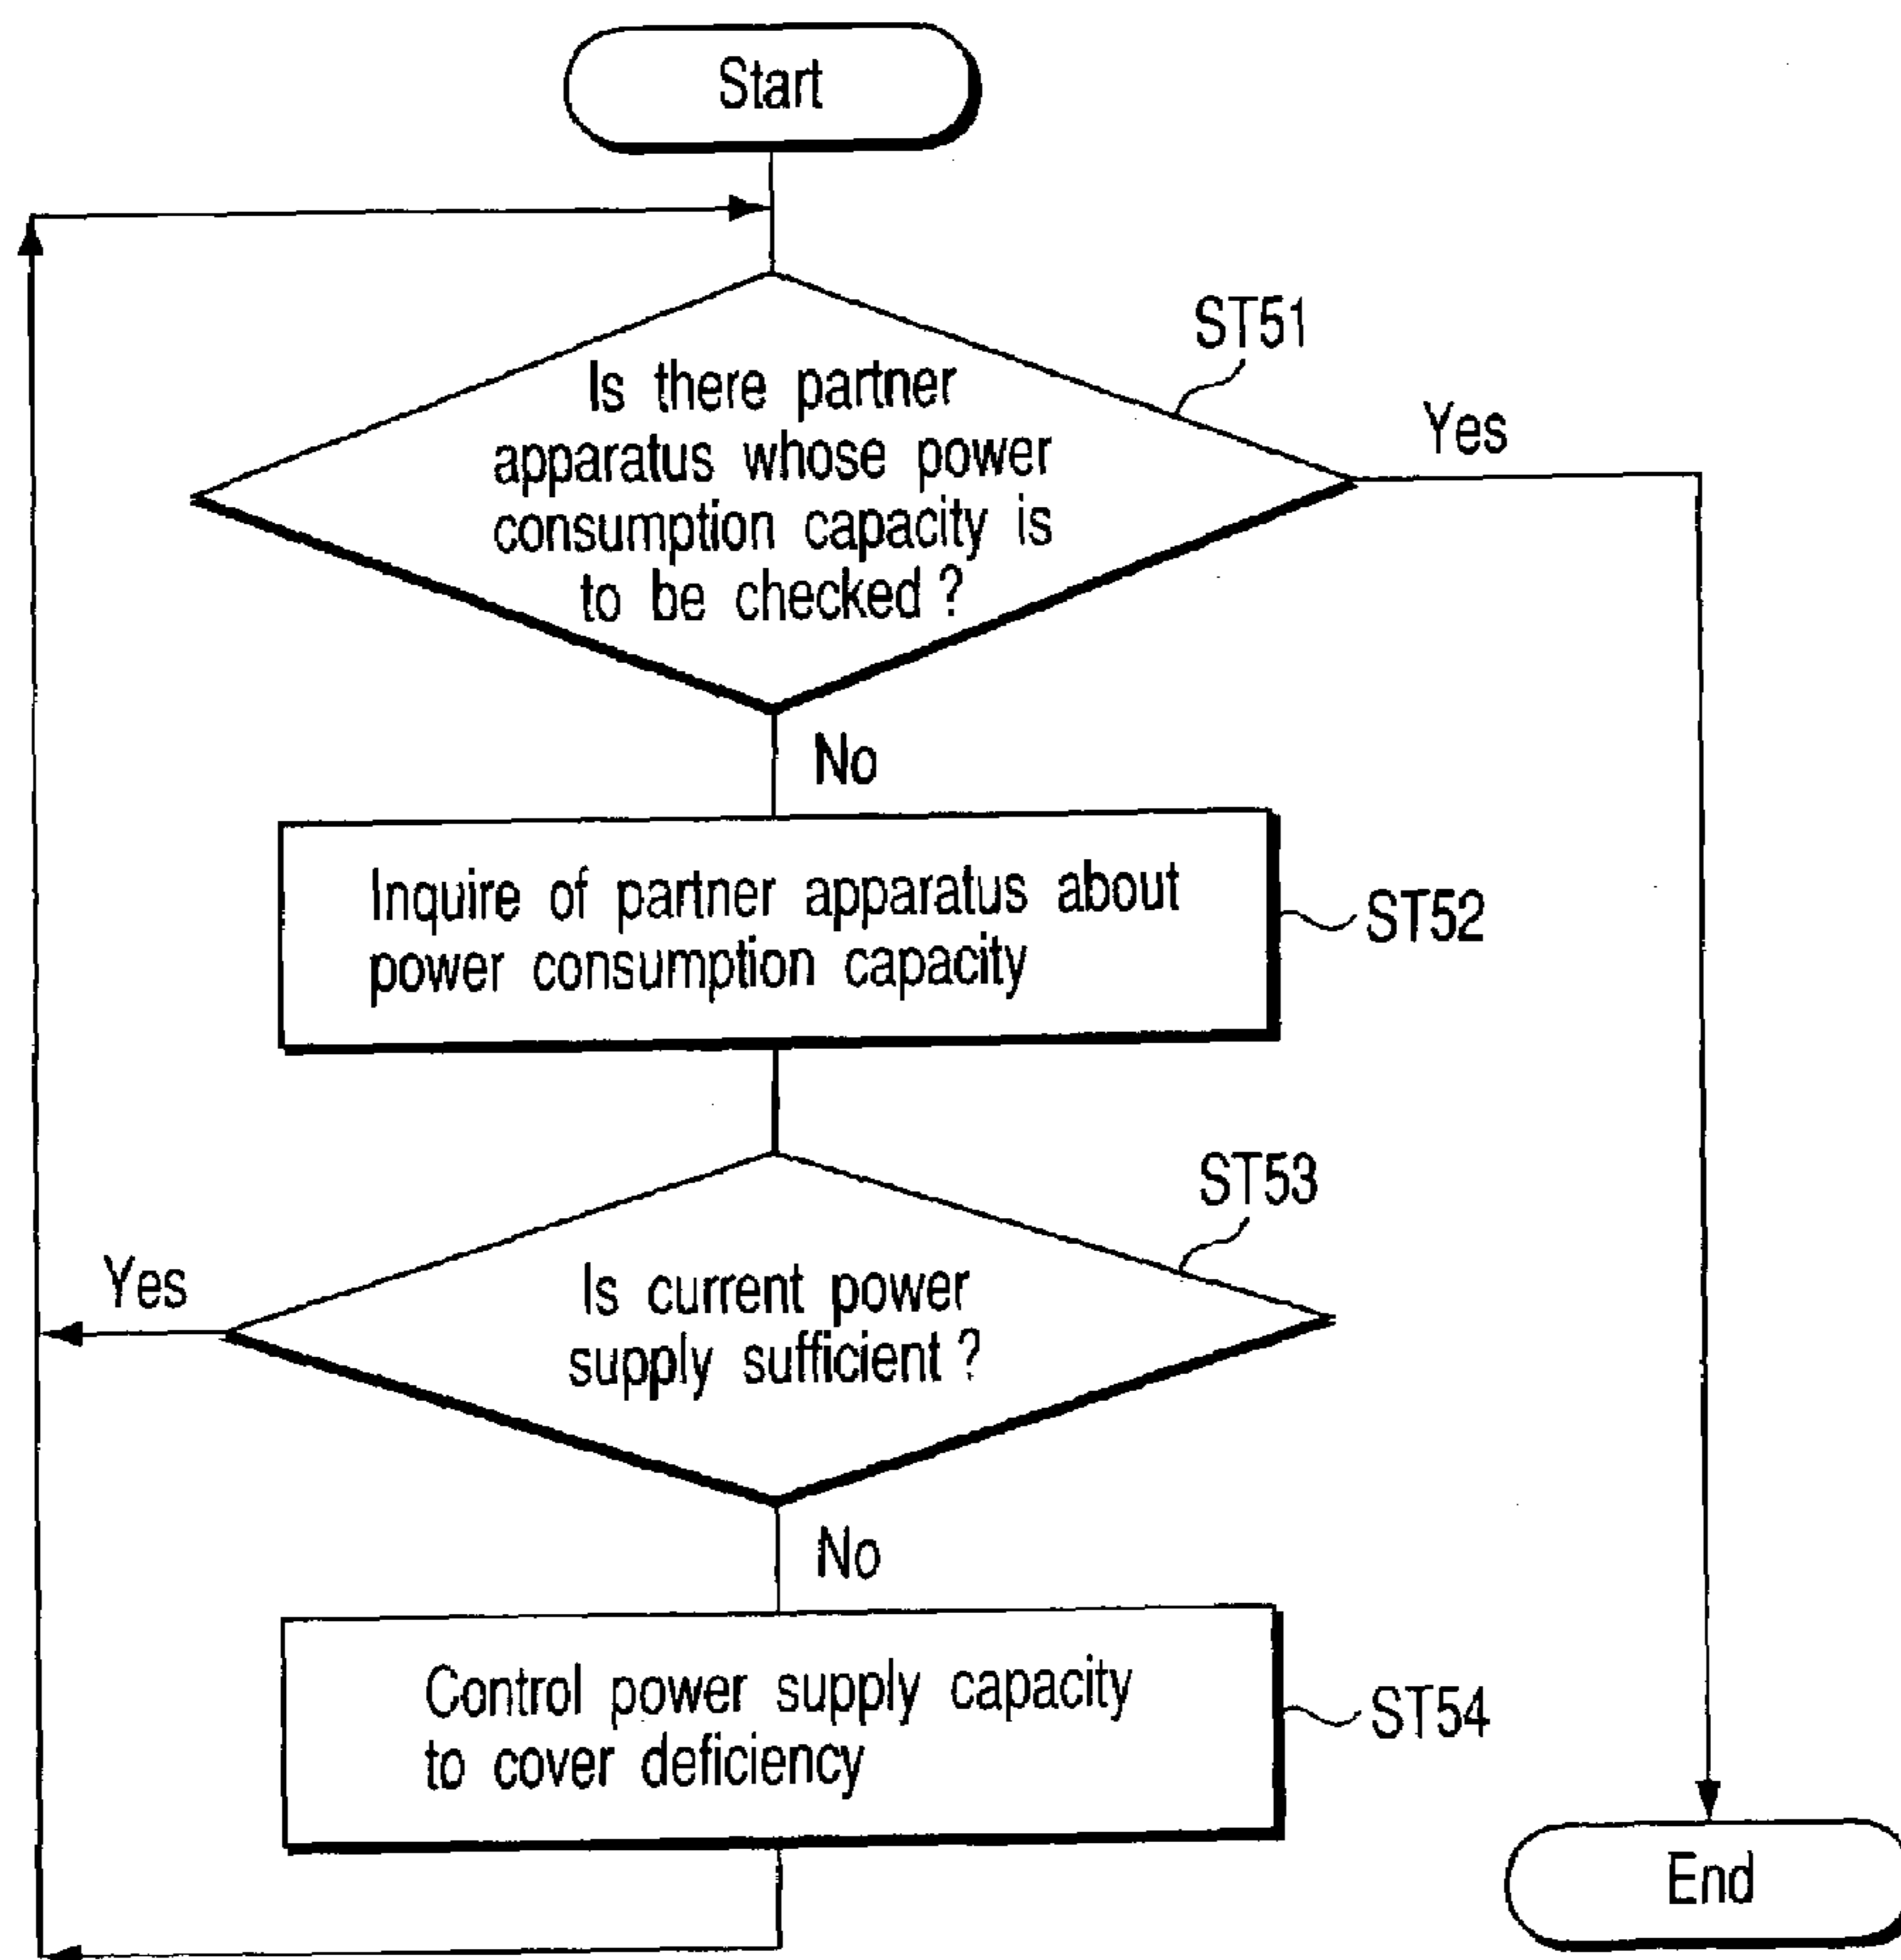 Start
ST51
Is there partner
apparatus whose power
consumption capacity is
to be checked ?
Yes
No
Inquire of partner apparatus about
power consumption capacity
ST52
ST53
Yes
Is current power
supply sufficient ?
No
Control power supply capacity
to cover deficiency
ST54
End